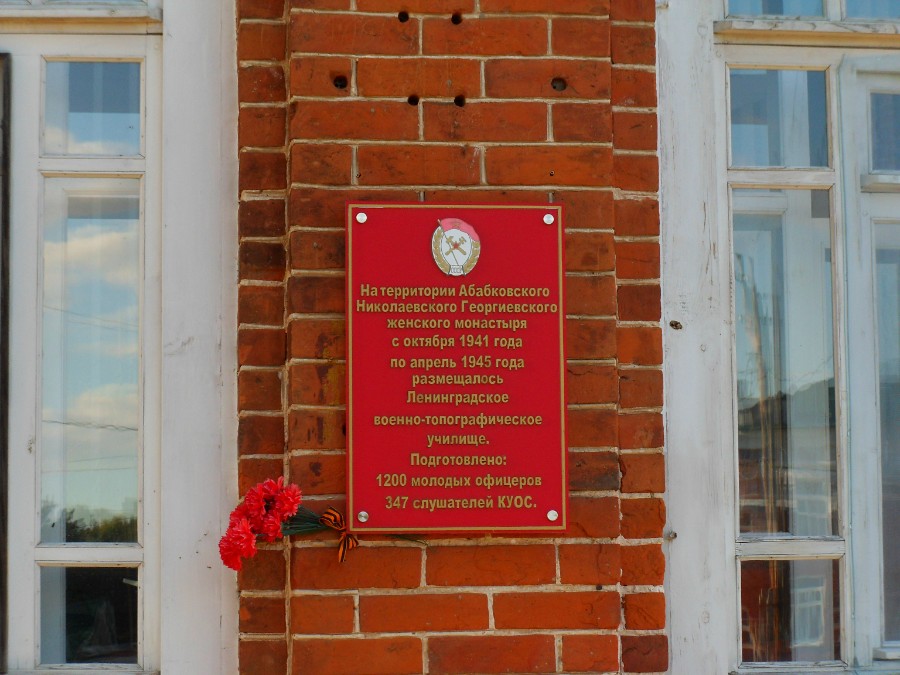 На территории Абабковского
Николаевского Георгиевского
женского монастыря
с октября 1941 года
по апрель 1945 года
размещалось
Ленинградское
военно-топографическое
училище.
Подготовлено:
1200 молодых офицеров
347 слушателей КУОС.